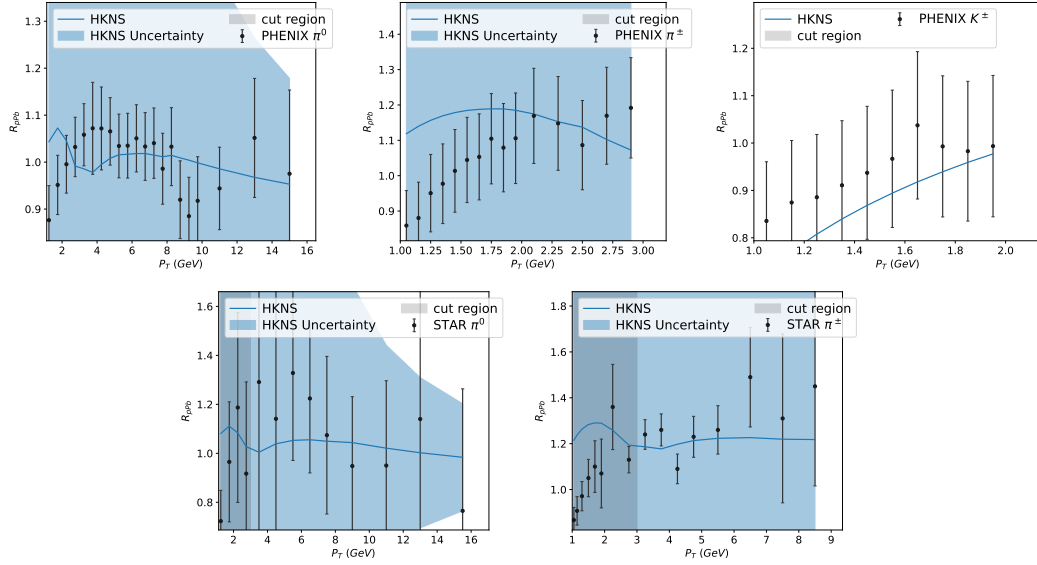 HKNS cut region
HKNS Uncertainty PHENIX π⁰
R_pPb
1.3
1.2
1.1
1.0
0.9
2 4 6 8 10 12 14 16
P_T (GeV)
HKNS cut region
HKNS Uncertainty PHENIX π^±
R_pPb
1.3
1.2
1.1
1.0
0.9
1.00 1.25 1.50 1.75 2.00 2.25 2.50 2.75 3.00
P_T (GeV)
HKNS PHENIX K^±
cut region
R_pPb
1.2
1.1
1.0
0.9
0.8
1.0 1.2 1.4 1.6 1.8 2.0
P_T (GeV)
HKNS cut region
HKNS Uncertainty STAR π⁰
R_pPb
1.6
1.4
1.2
1.0
0.8
2 4 6 8 10 12 14 16
P_T (GeV)
HKNS cut region
HKNS Uncertainty STAR π^±
R_pPb
1.8
1.6
1.4
1.2
1.0
1 2 3 4 5 6 7 8 9
P_T (GeV)